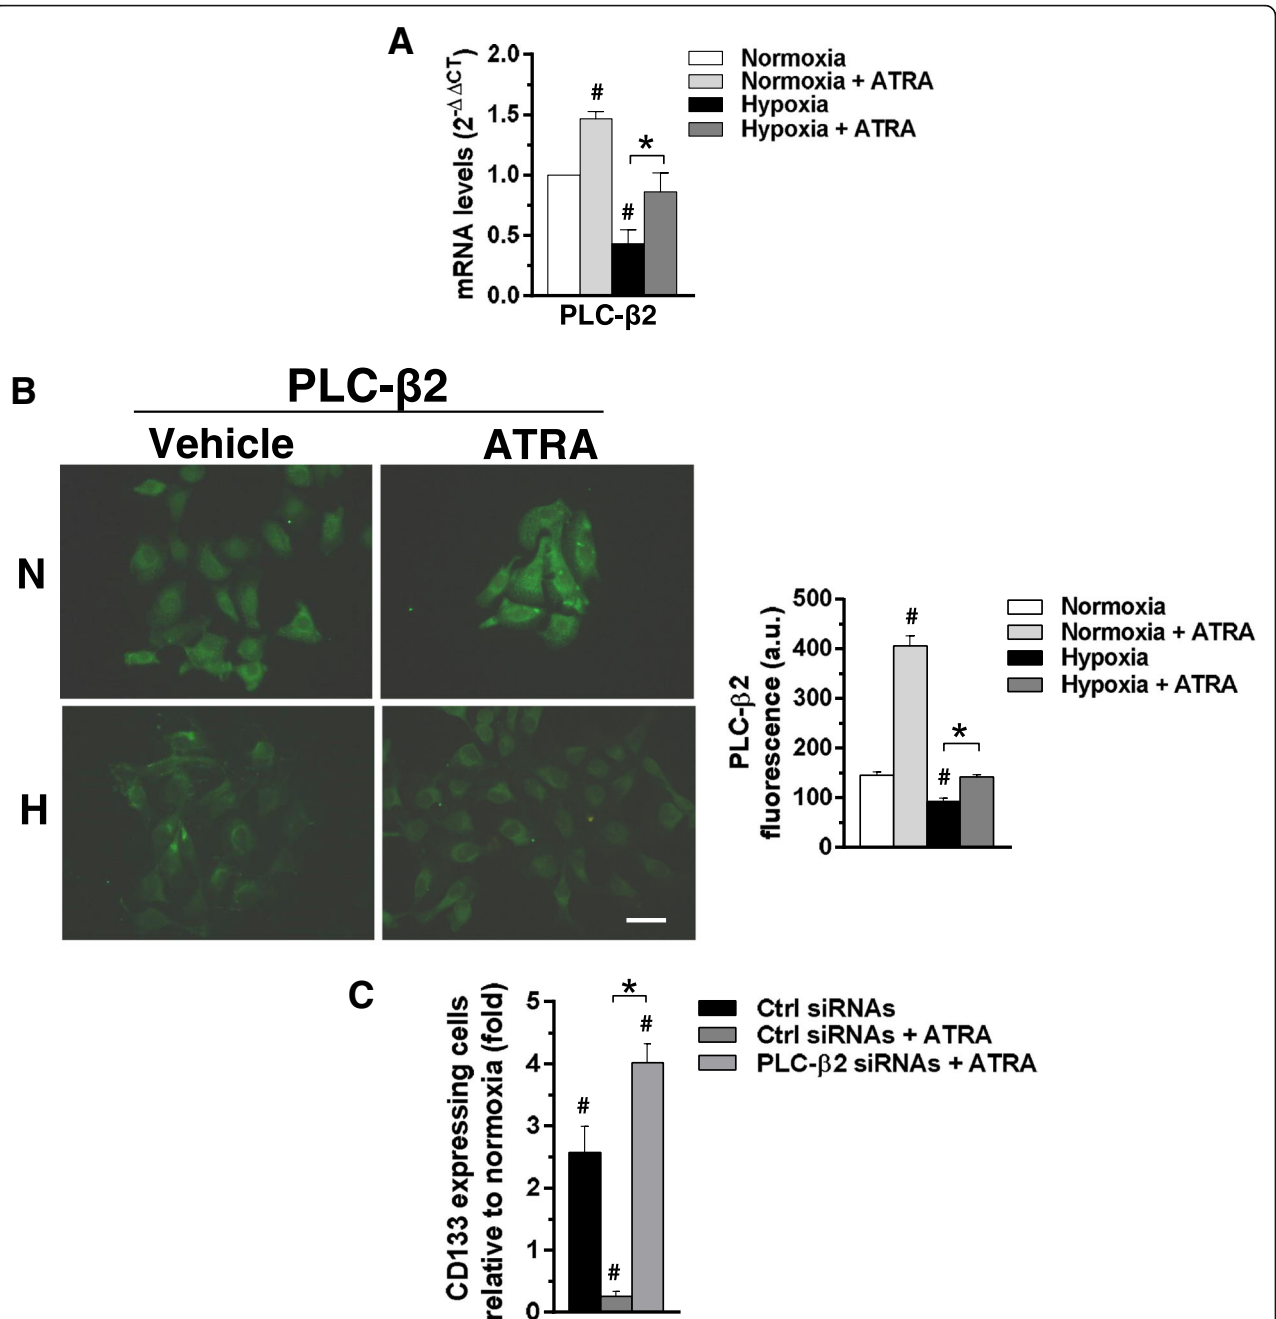 A
mRNA levels (2-ΔΔCT)
2.0
1.5
1.0
0.5
0.0
#
#
*
PLC-β2
Normoxia
Normoxia + ATRA
Hypoxia
Hypoxia + ATRA
B
PLC-β2
Vehicle ATRA
N
H
PLC-β2
fluorescence (a.u.)
500
400
300
200
100
0
#
#
*
Normoxia
Normoxia + ATRA
Hypoxia
Hypoxia + ATRA
C
CD133 expressing cells
relative to normoxia (fold)
5
4
3
2
1
0
#
#
*
#
Ctrl siRNAs
Ctrl siRNAs + ATRA
PLC-β2 siRNAs + ATRA